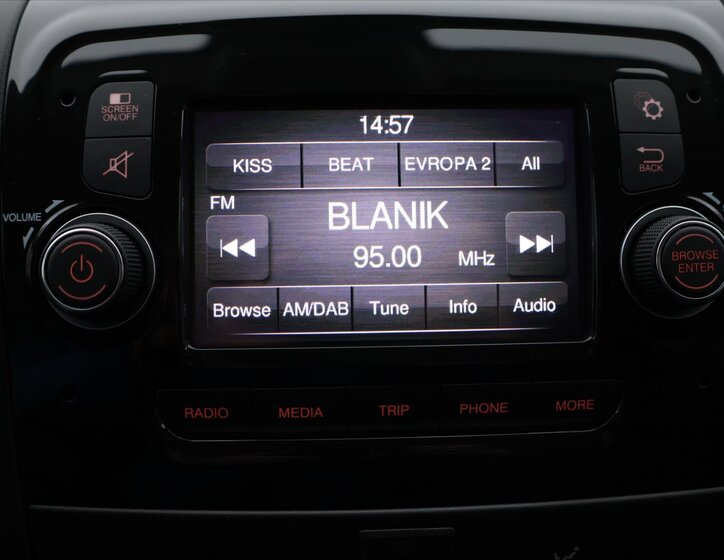 14:57
SCREEN
ON/OFF
KISS BEAT EVROPA 2 All
BACK
FM
BLANIK
95.00 MHz
VOLUME
BROWSE
ENTER
Browse AM/DAB Tune Info Audio
RADIO MEDIA TRIP PHONE MORE